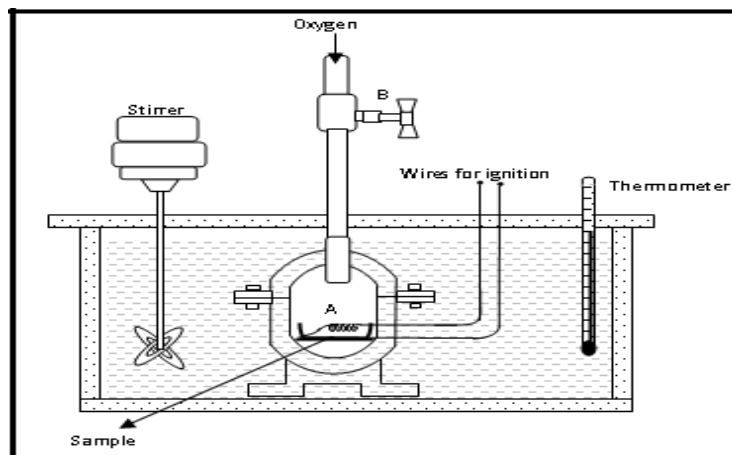 Oxygen
B
Stirrer
Wires for ignition
Thermometer
A
Sample